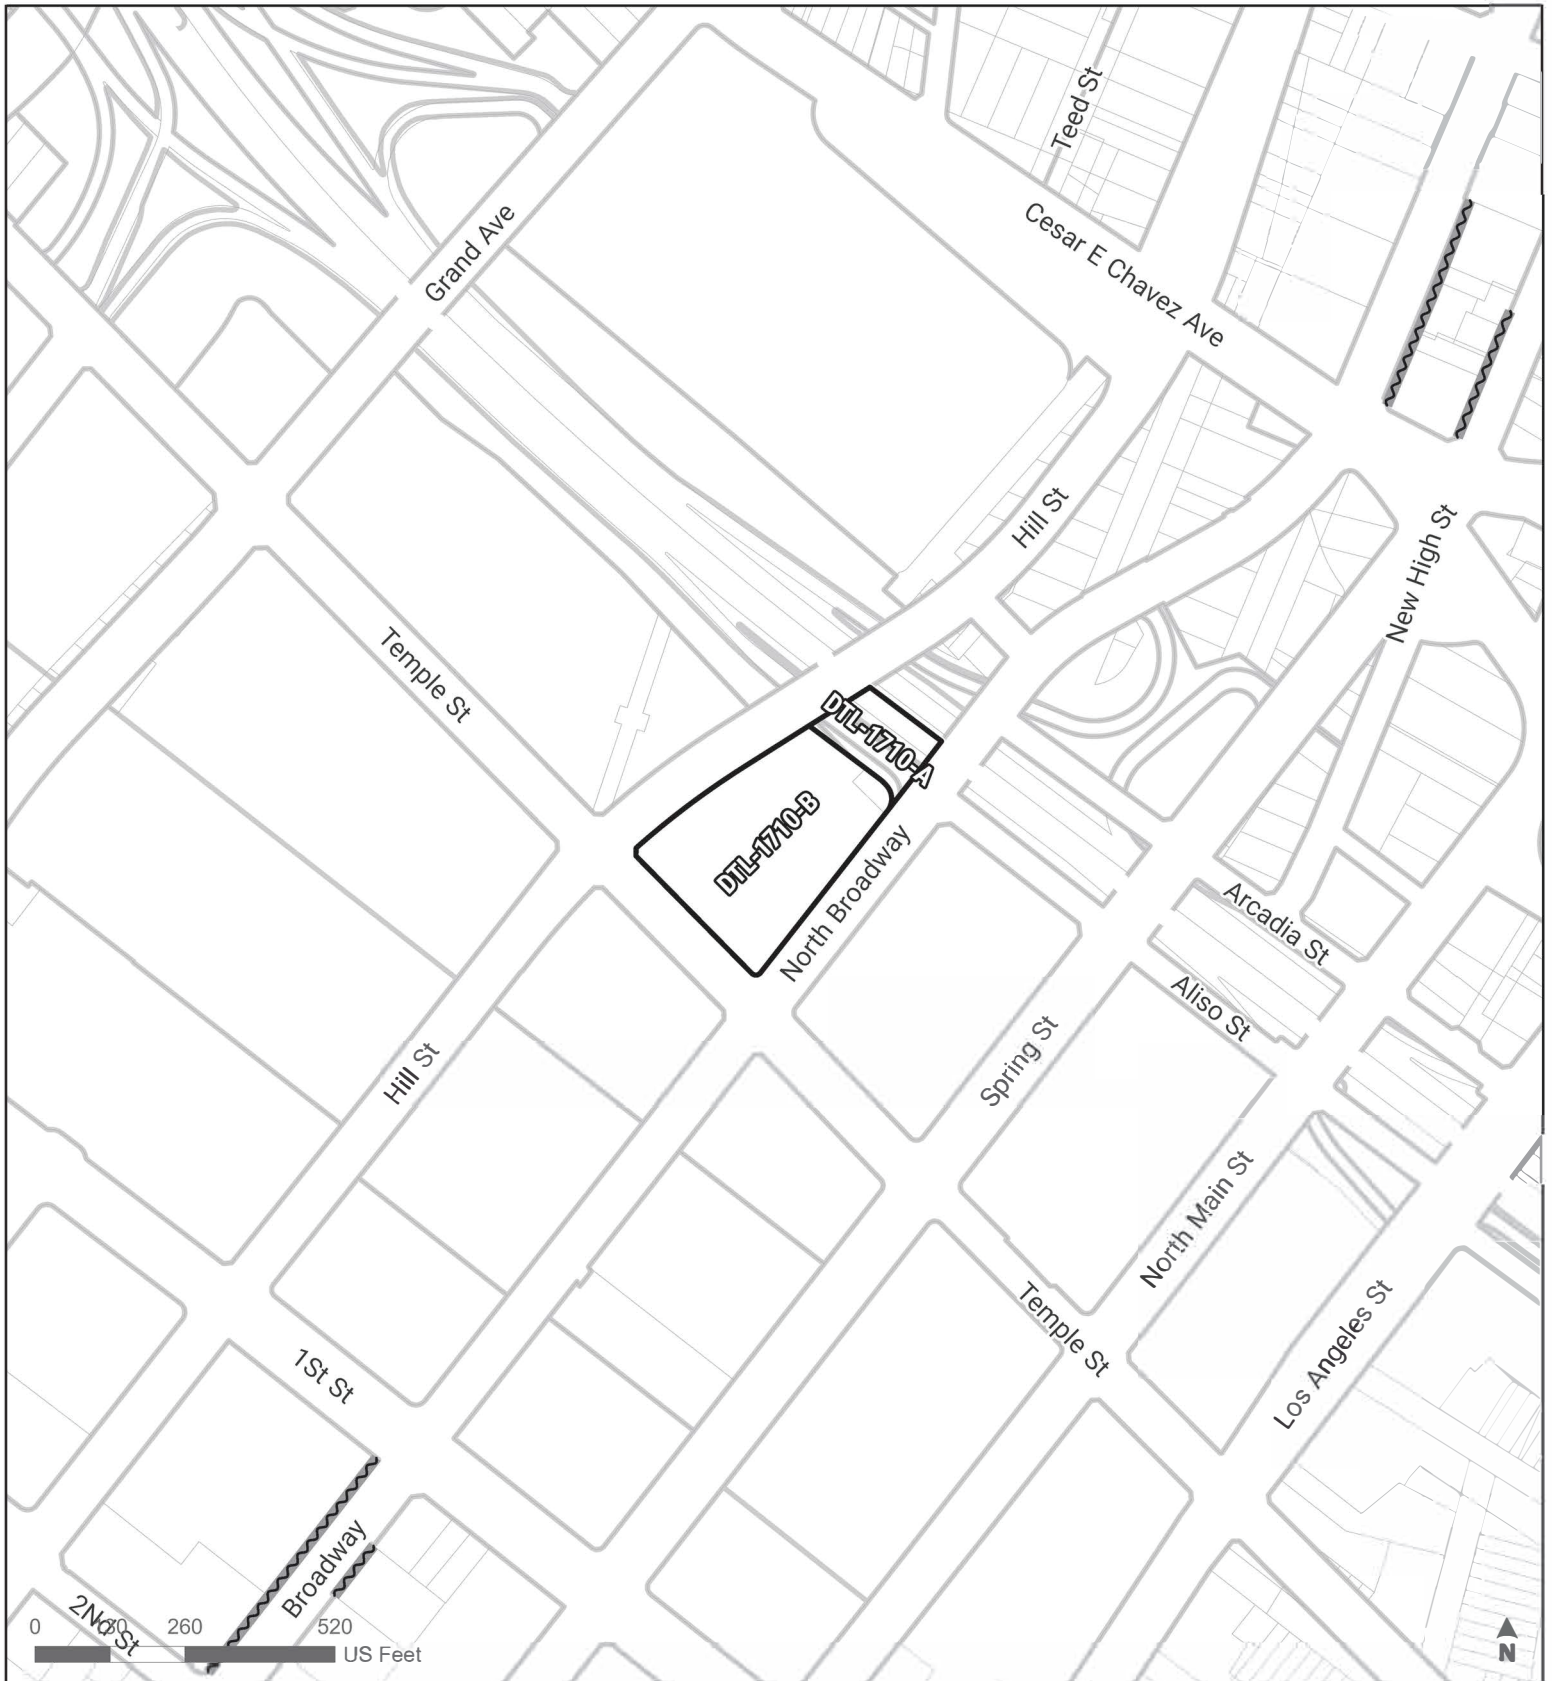 Teed St
Cesar E Chavez Ave
Grand Ave
Hill St
New High St
Temple St
DTL-1710-A
DTL-1710-B
North Broadway
Arcadia St
Aliso St
Spring St
Hill St
North Main St
Temple St
Los Angeles St
1St St
Broadway
2Nd St
0 260 520
US Feet
N